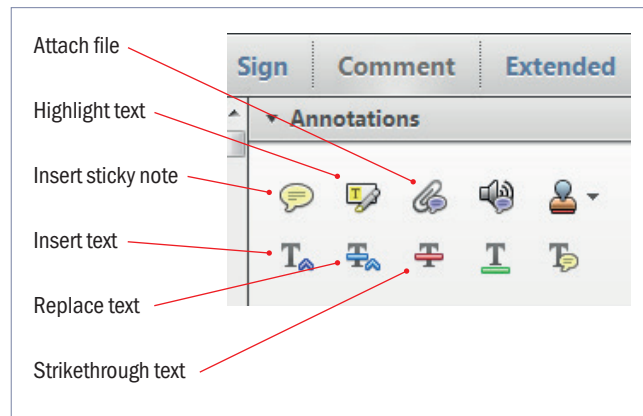 Attach file
Sign Comment Extended
Highlight text
Annotations
Insert sticky note
T
Insert text
T T T T T
Replace text
Strikethrough text